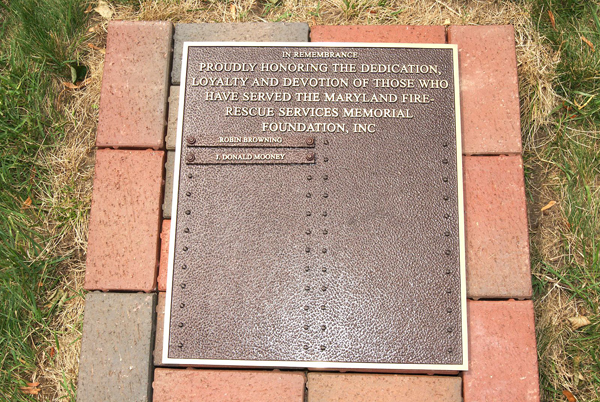 IN REMEMBRANCE
PROUDLY HONORING THE DEDICATION,
LOYALTY AND DEVOTION OF THOSE WHO
HAVE SERVED THE MARYLAND FIRE-
RESCUE SERVICES MEMORIAL
FOUNDATION, INC
ROBIN BROWNING
J. DONALD MOONEY